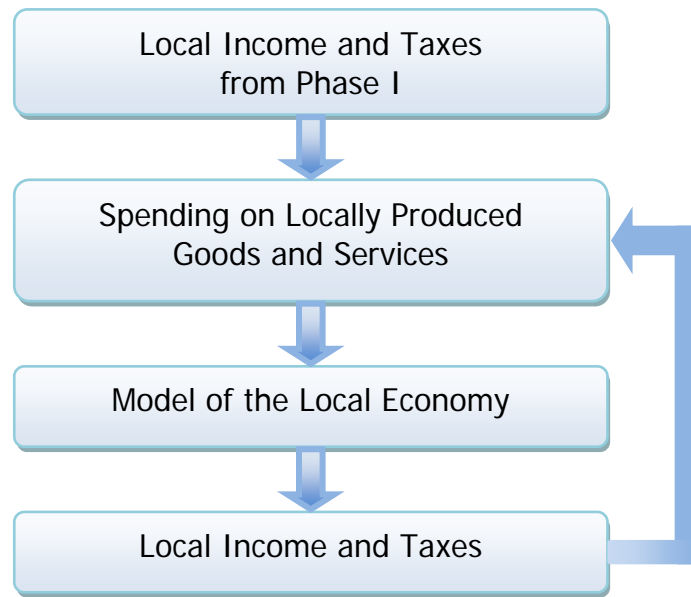 Local Income and Taxes
from Phase I
Spending on Locally Produced
Goods and Services
Model of the Local Economy
Local Income and Taxes